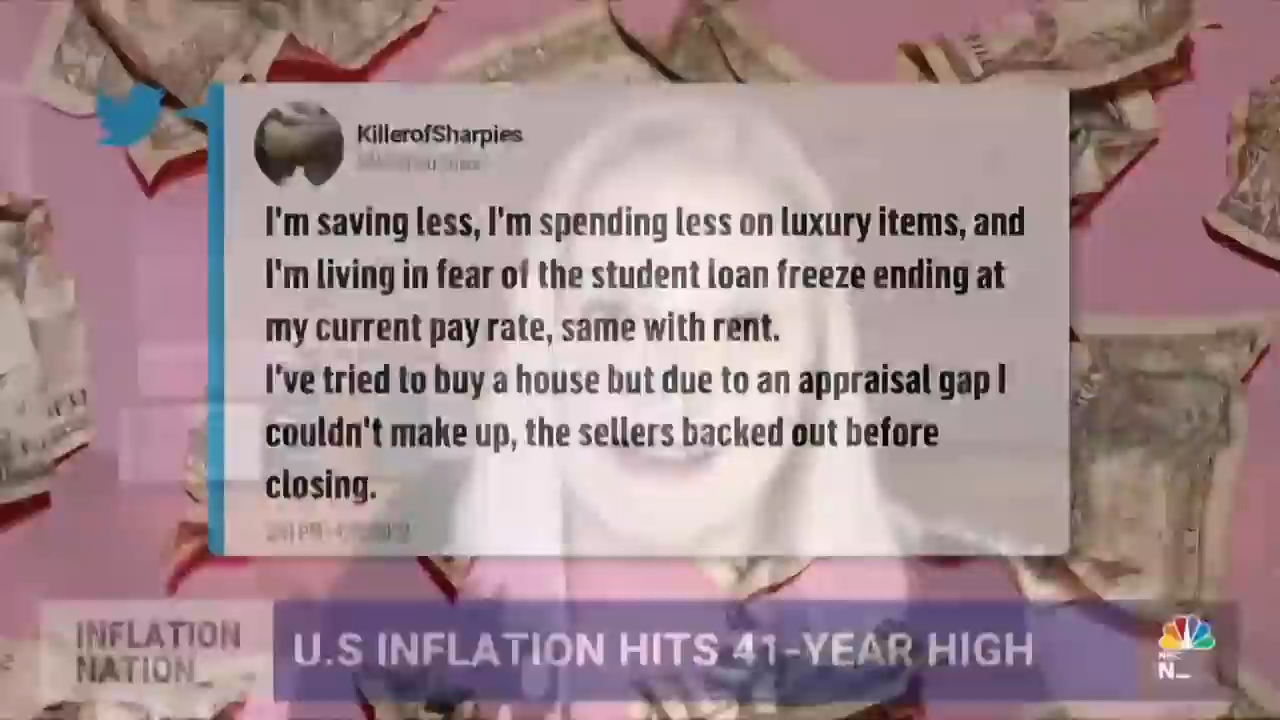 KillerofSharpies
I'm saving less, I'm spending less on luxury items, and
I'm living in fear of the student loan freeze ending at
my current pay rate, same with rent.
I've tried to buy a house but due to an appraisal gap I
couldn't make up, the sellers backed out before
closing.
INFLATION
NATION_
U.S INFLATION HITS 41-YEAR HIGH
N_